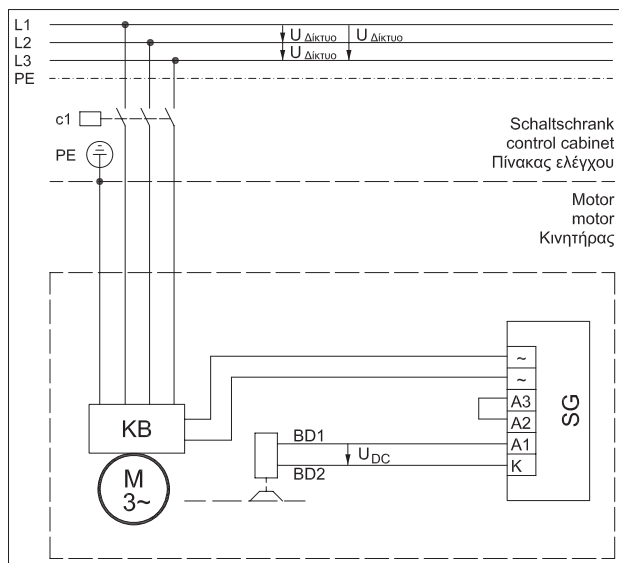 L1
U Δίκτυο U Δίκτυο
L2
U Δίκτυο
L3
PE
c1
PE
Schaltschrank
control cabinet
Πίνακας ελέγχου
Motor
motor
Κινητήρας
~
~
A3
A2
A1
K
SG
KB
M
3~
BD1
UDC
BD2